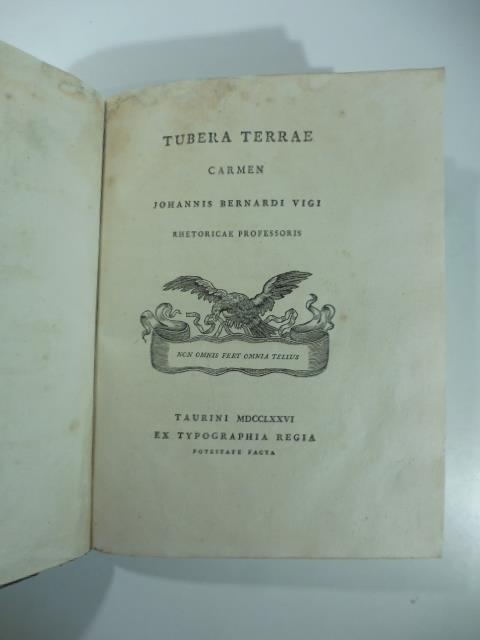 TUBERA TERRAE
CARMEN
JOHANNIS BERNARDI VIGI
RHETORICAE PROFESSORIS
NON OMNIS FERT OMNIA TELLUS
TAURINI MDCCLXXVI
EX TYPOGRAPHIA REGIA
POTESTATE FACTA